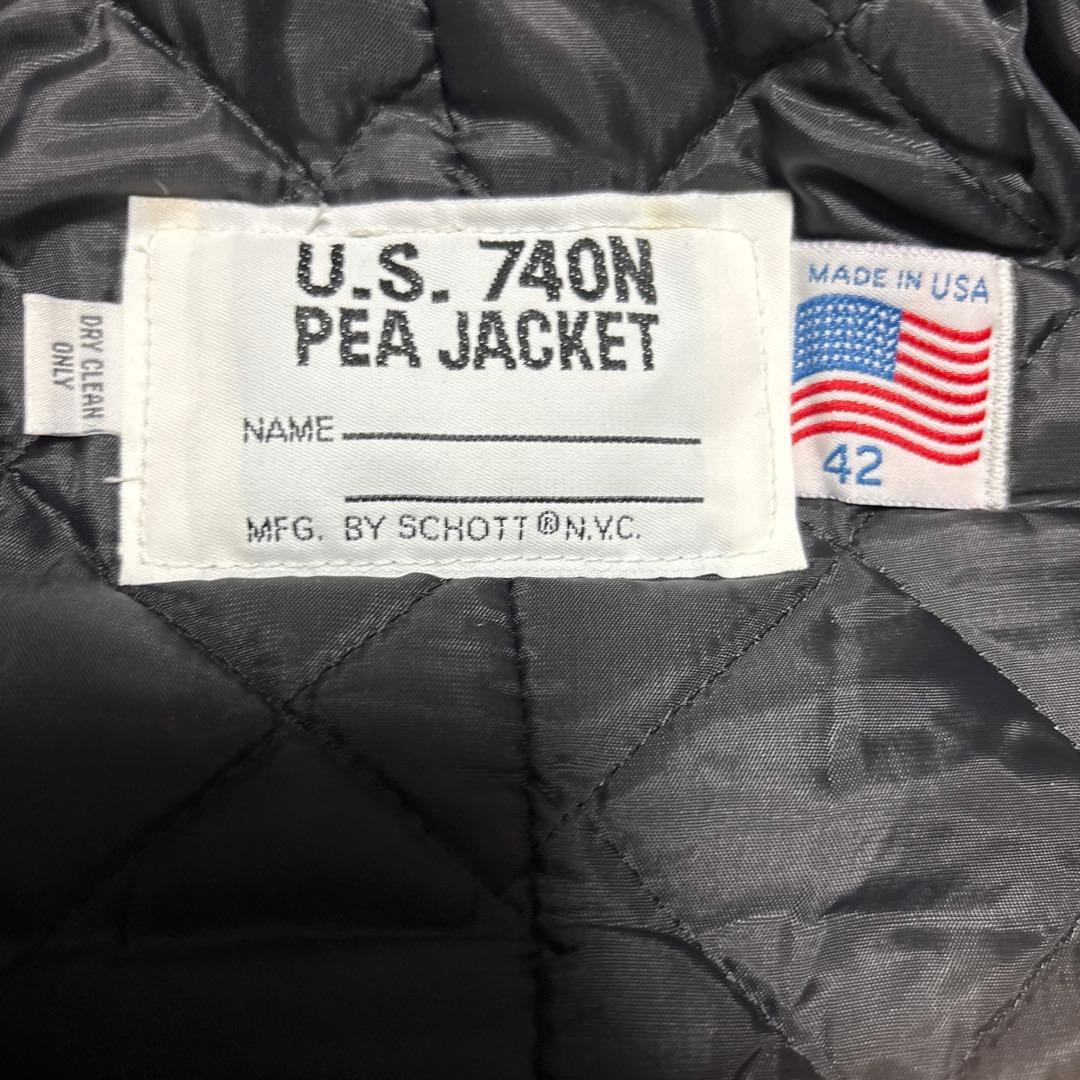 U.S. 740N
PEA JACKET
NAME
MFG. BY SCHOTT® N.Y.C.
MADE IN USA
42
DRY CLEAN
ONLY